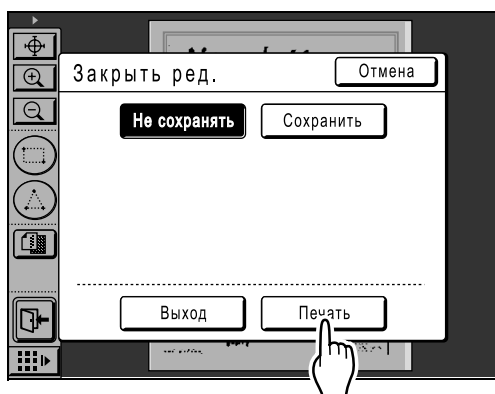 Закрыть ред.
Отмена
Не сохранять
Сохранить
Выход
Печать